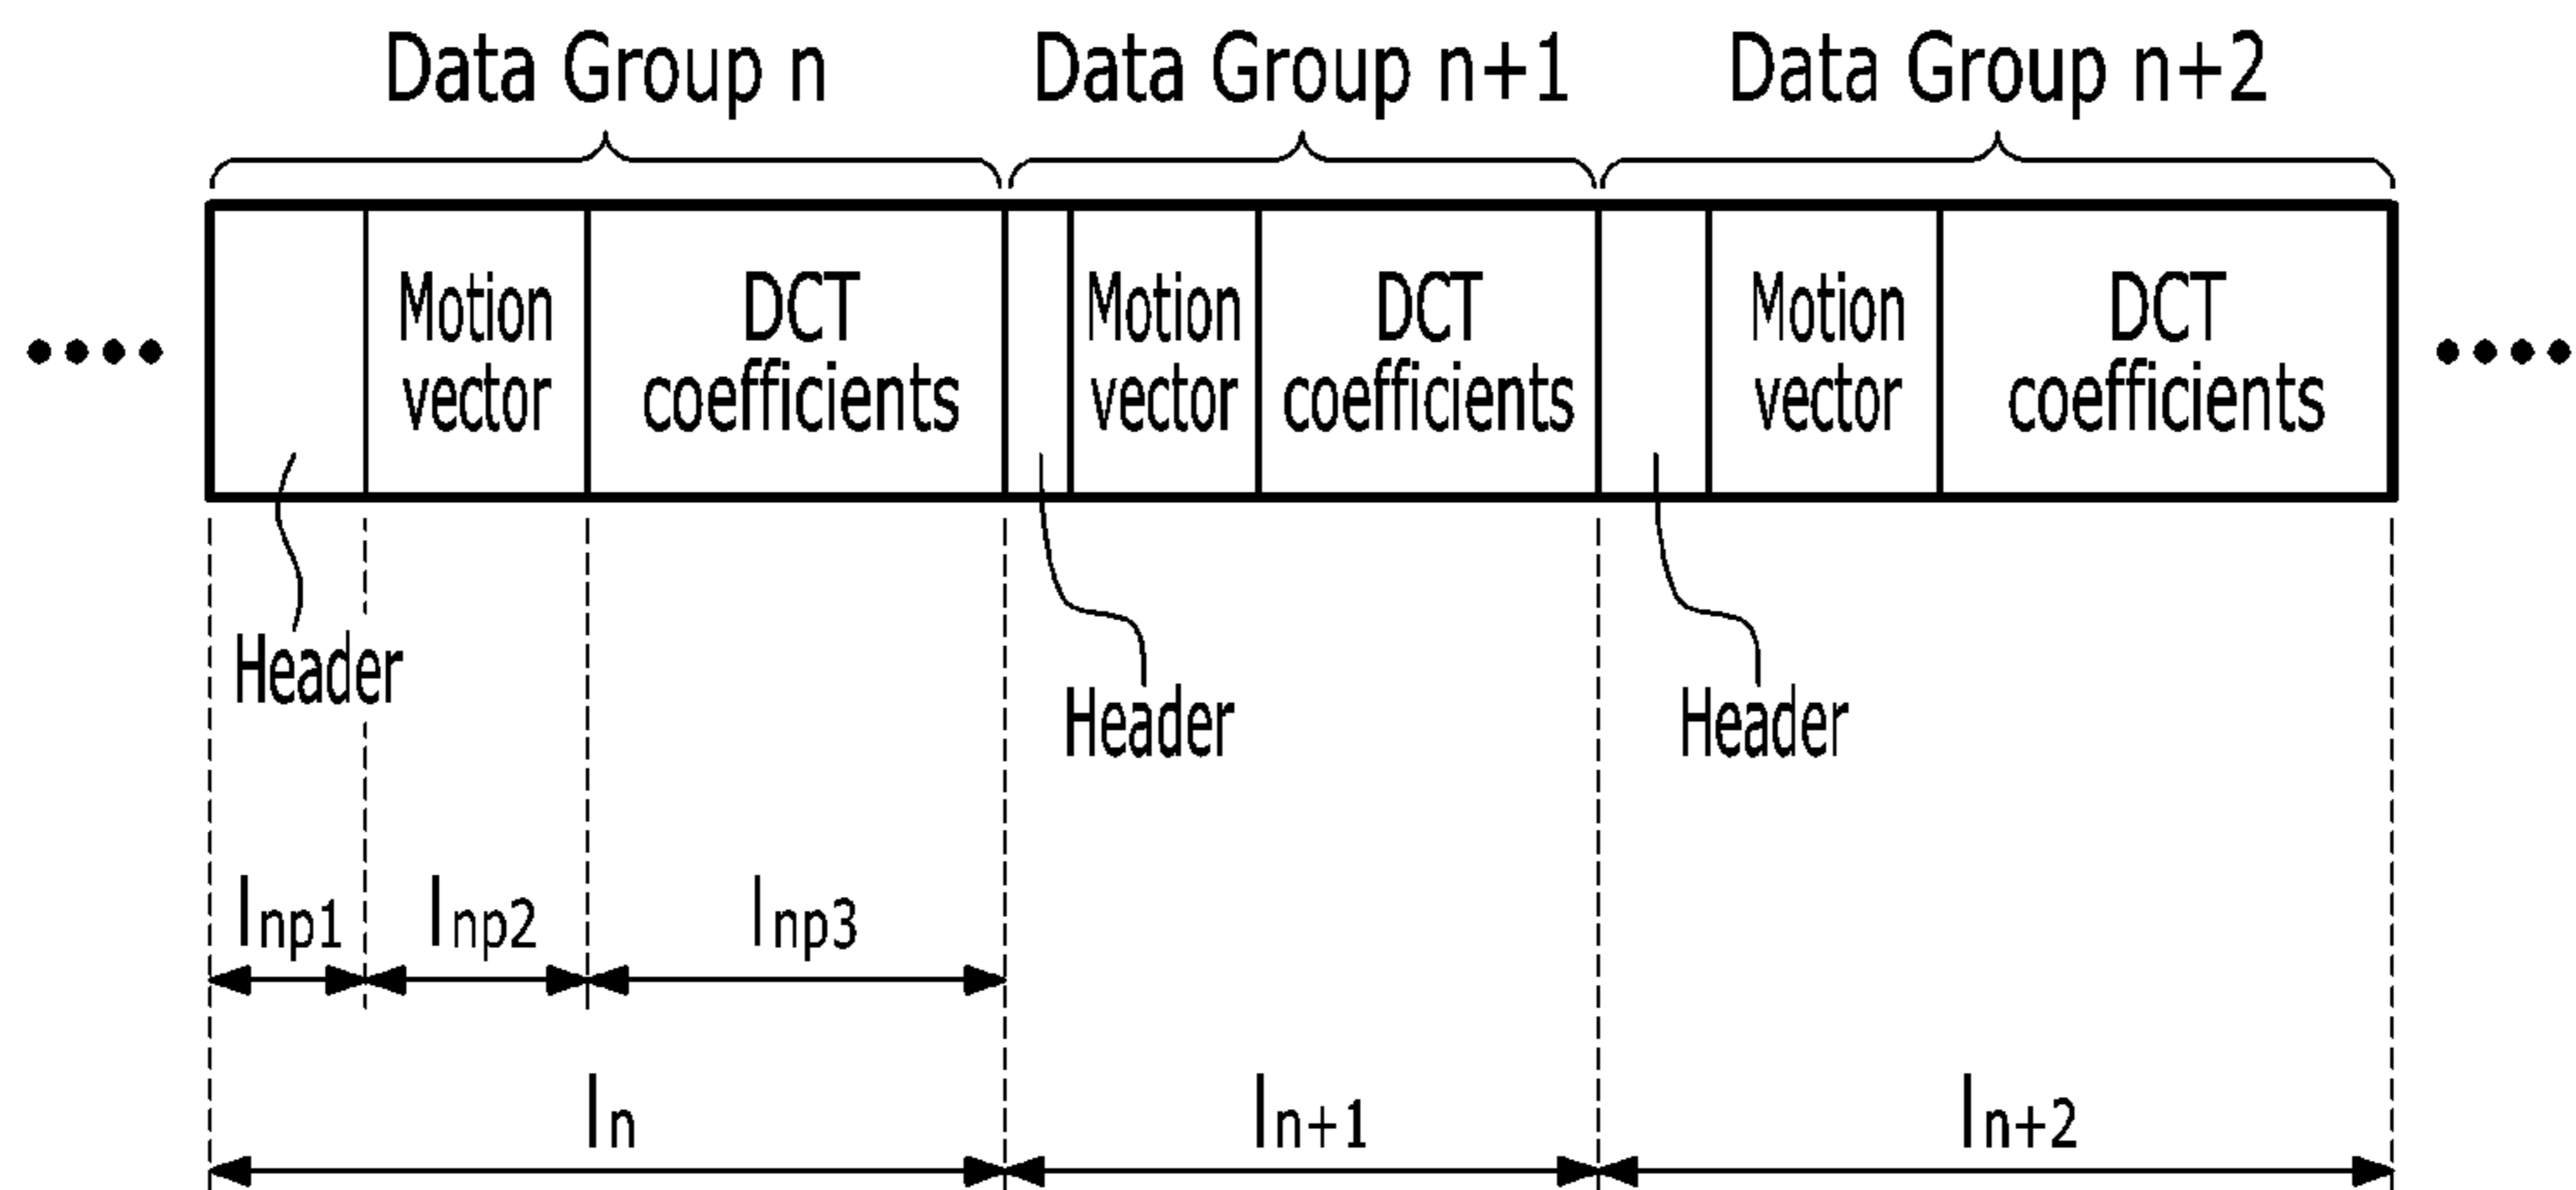 Data Group n
Data Group n+1
Data Group n+2
Motion
vector
DCT
coefficients
Motion
vector
DCT
coefficients
Motion
vector
DCT
coefficients
Header
Header
Header
lnp1
lnp2
lnp3
ln
ln+1
ln+2